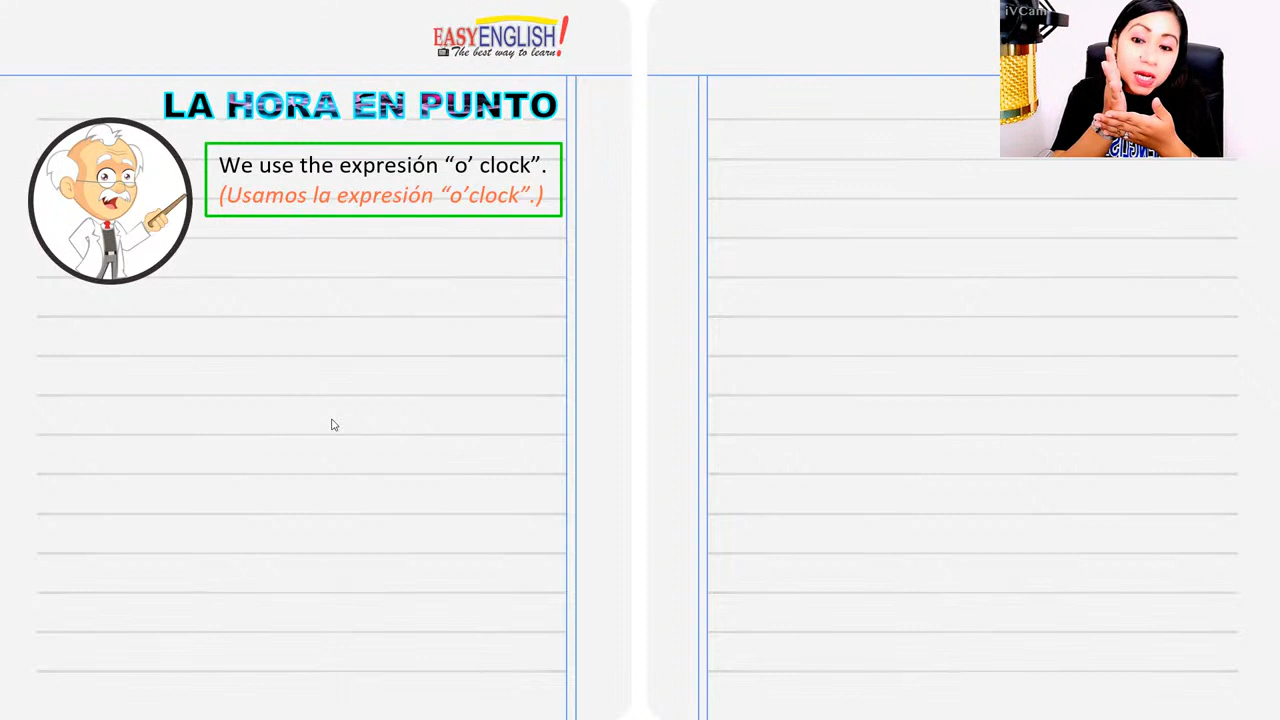 EASYENGLISH!
The best way to learn!
iVCam
LA HORA EN PUNTO
We use the expresión “o’ clock”.
(Usamos la expresión “o’clock”.)